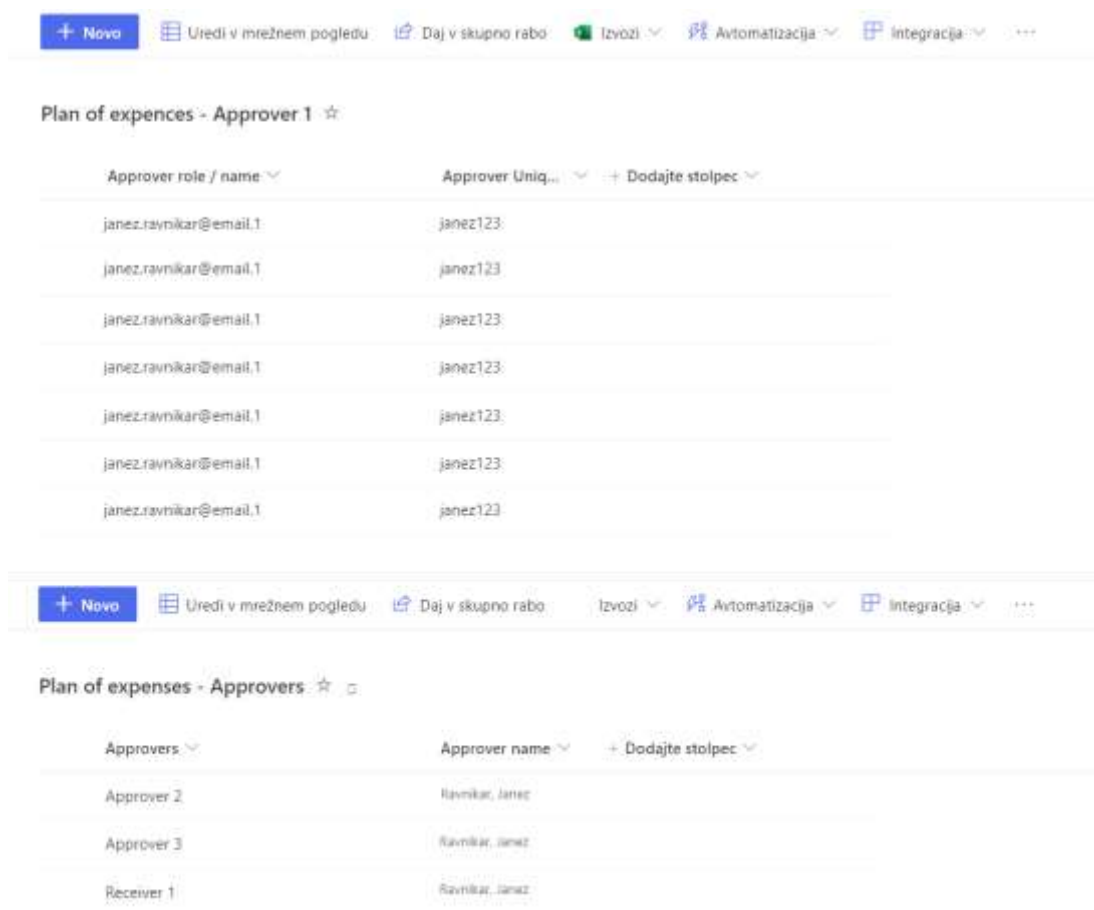 Novo Uredi v mrežnem pogledu Daj v skupno rabo Izvozi Avtomatizacija Integracija ...
Plan of expences - Approver 1
Approver role / name Approver Uniq... + Dodajte stolpec
janez.ravnikar@email.1 janez123
janez.ravnikar@email.1 janez123
janez.ravnikar@email.1 janez123
janez.ravnikar@email.1 janez123
janez.ravnikar@email.1 janez123
janez.ravnikar@email.1 janez123
janez.ravnikar@email.1 janez123
Novo Uredi v mrežnem pogledu Daj v skupno rabo Izvozi Avtomatizacija Integracija ...
Plan of expenses - Approvers
Approvers Approver name + Dodajte stolpec
Approver 2 Ravnikar, Janez
Approver 3 Ravnikar, Janez
Receiver 1 Ravnikar, Janez